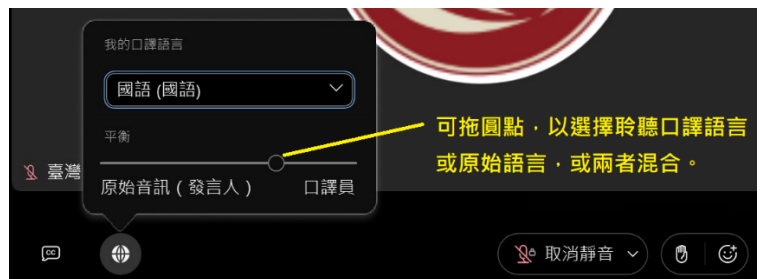 我的口譯語言
國語 (國語)
平衡
原始音訊 ( 發言人 ) 口譯員
臺灣
可拖圓點，以選擇聆聽口譯語言
或原始語言，或兩者混合。
CC
取消靜音